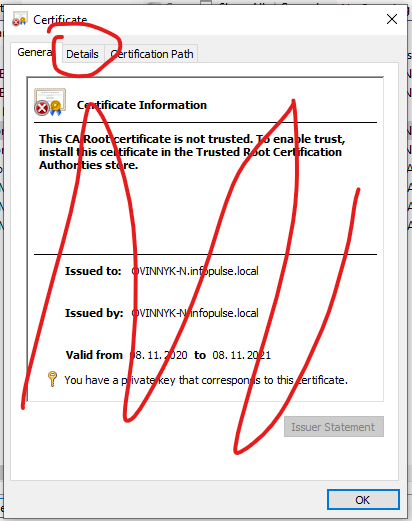 Certificate
General Details Certification Path
Certificate Information
This CA Root certificate is not trusted. To enable trust,
install this certificate in the Trusted Root Certification
Authorities store.
Issued to: OVINNYK-N.infopulse.local
Issued by: OVINNYK-N.infopulse.local
Valid from 08. 11. 2020 to 08. 11. 2021
You have a private key that corresponds to this certificate.
Issuer Statement
OK